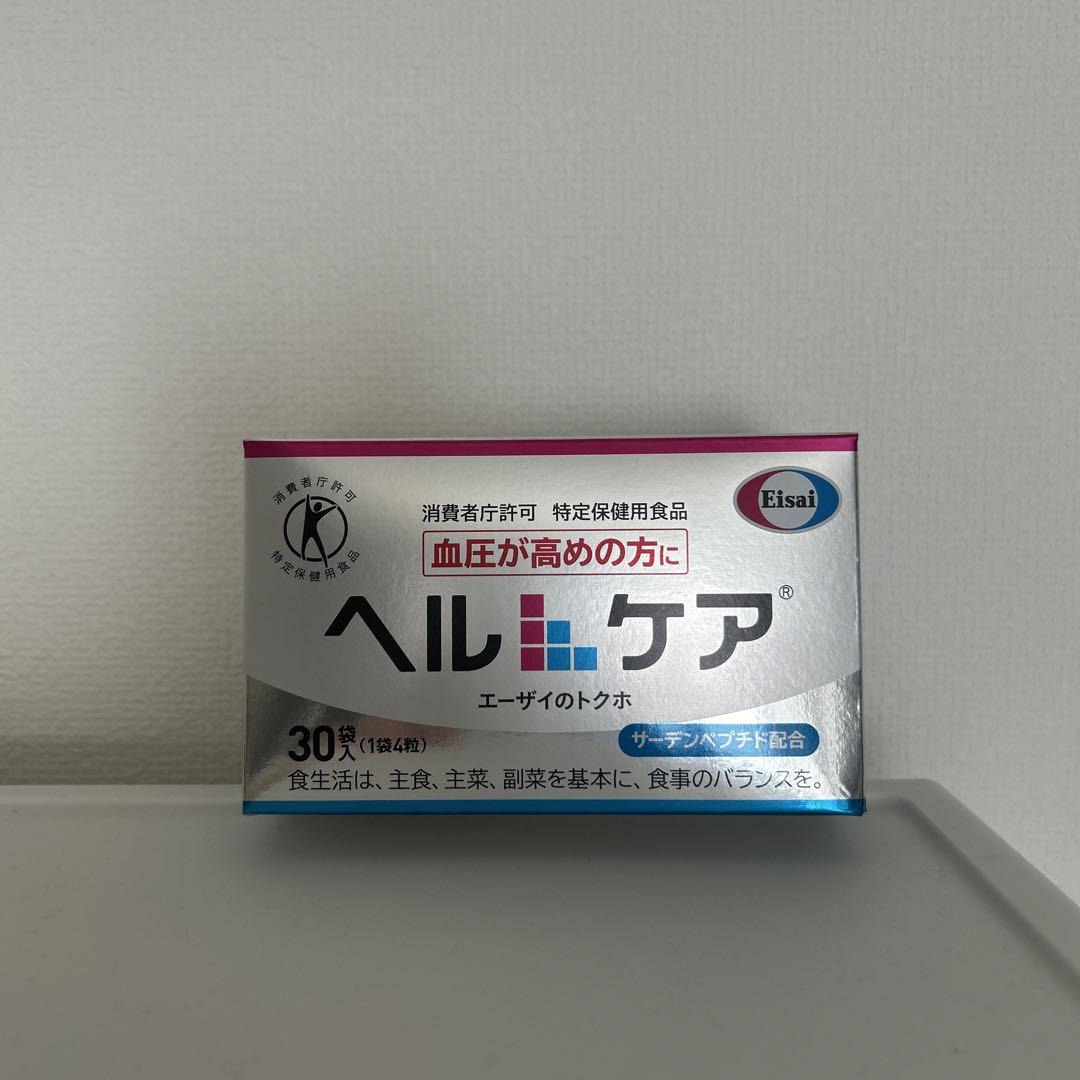 消費者庁許可
特定保健用食品
消費者庁許可 特定保健用食品
Eisai
血圧が高めの方に
ヘルケア®
エーザイのトクホ
30袋入(1袋4粒)
サーデンペプチド配合
食生活は、主食、主菜、副菜を基本に、食事のバランスを。